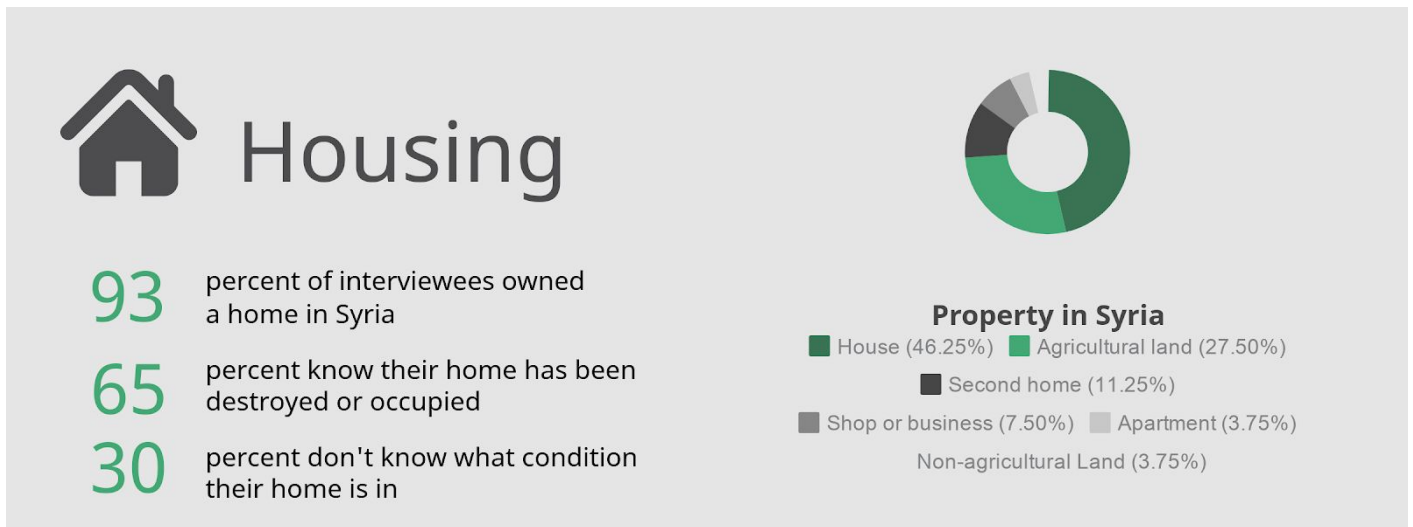 Housing
93
percent of interviewees owned
a home in Syria
65
percent know their home has been
destroyed or occupied
30
percent don't know what condition
their home is in
Property in Syria
House (46.25%) Agricultural land (27.50%)
Second home (11.25%)
Shop or business (7.50%) Apartment (3.75%)
Non-agricultural Land (3.75%)